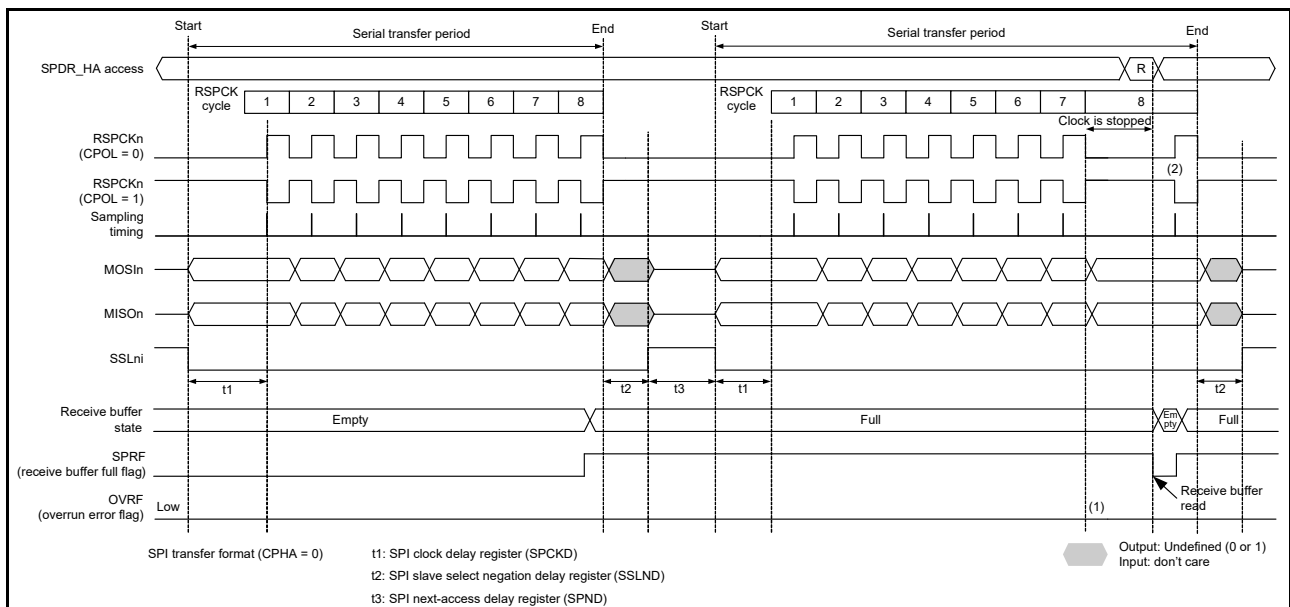 Start Serial transfer period End Start Serial transfer period End
SPDR_HA access R
RSPCK cycle 1 2 3 4 5 6 7 8 RSPCK cycle 1 2 3 4 5 6 7 8
Clock is stopped
RSPCKn
(CPOL = 0)
(2)
RSPCKn
(CPOL = 1)
Sampling
timing
MOSIn
MISOn
SSLni
t1 t2 t3 t1 t2
Receive buffer
state
Empty Full Em
pty Full
SPRF
(receive buffer full flag)
Receive buffer
read
OVRF
(overrun error flag)
Low (1)
SPI transfer format (CPHA = 0)
t1: SPI clock delay register (SPCKD)
t2: SPI slave select negation delay register (SSLND)
t3: SPI next-access delay register (SPND)
Output: Undefined (0 or 1)
Input: don't care